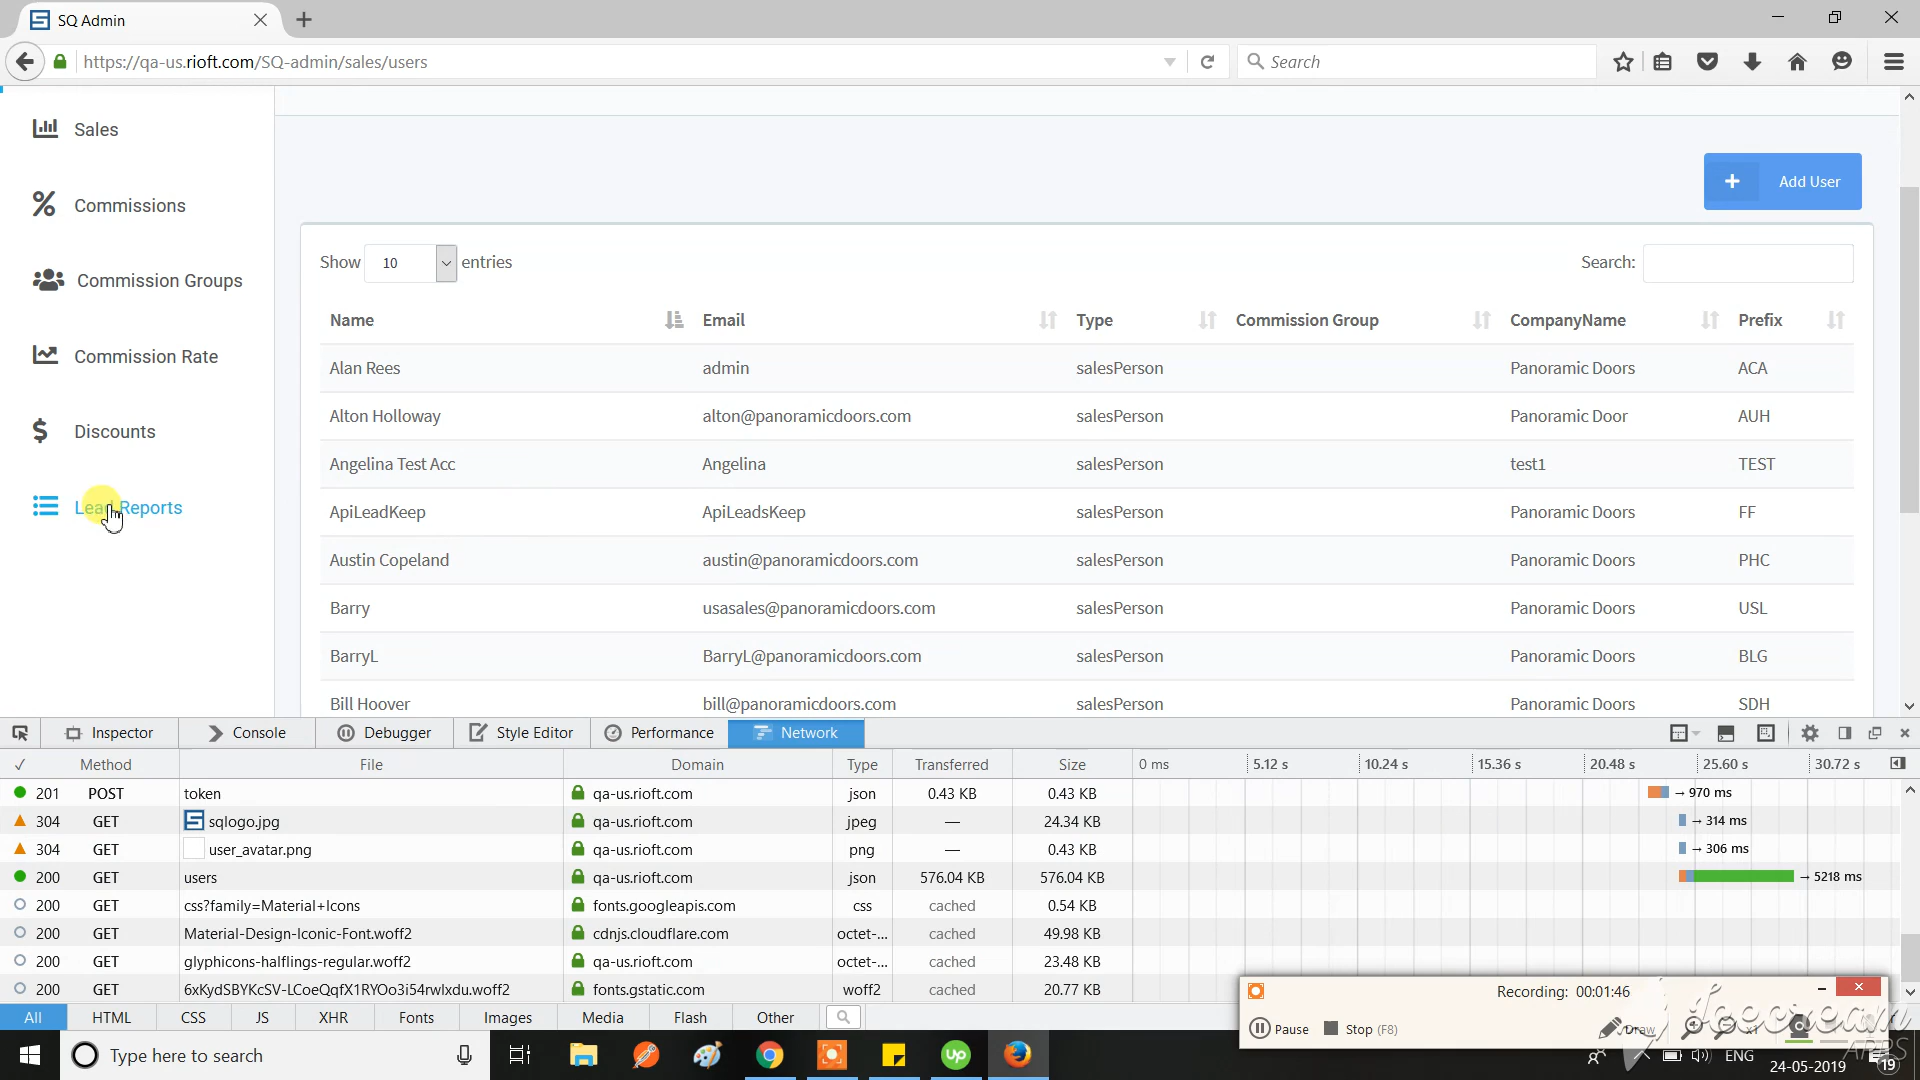 SQ Admin
https://qa-us.rioft.com/SQ-admin/sales/users
Search
Sales
Commissions
Commission Groups
Commission Rate
Discounts
Lead Reports
Add User
Show 10 entries
Search:
Name Email Type Commission Group CompanyName Prefix
Alan Rees admin salesPerson Panoramic Doors ACA
Alton Holloway alton@panoramicdoors.com salesPerson Panoramic Door AUH
Angelina Test Acc Angelina salesPerson test1 TEST
ApiLeadKeep ApiLeadsKeep salesPerson Panoramic Doors FF
Austin Copeland austin@panoramicdoors.com salesPerson Panoramic Doors PHC
Barry usasales@panoramicdoors.com salesPerson Panoramic Doors USL
BarryL BarryL@panoramicdoors.com salesPerson Panoramic Doors BLG
Bill Hoover bill@panoramicdoors.com salesPerson Panoramic Doors SDH
Inspector Console Debugger Style Editor Performance Network
✓ Method File Domain Type Transferred Size 0 ms 5.12 s 10.24 s 15.36 s 20.48 s 25.60 s 30.72 s
201 POST token qa-us.rioft.com json 0.43 KB 0.43 KB → 970 ms
304 GET sqlogo.jpg qa-us.rioft.com jpeg — 24.34 KB → 314 ms
304 GET user_avatar.png qa-us.rioft.com png — 0.43 KB → 306 ms
200 GET users qa-us.rioft.com json 576.04 KB 576.04 KB → 5218 ms
200 GET css?family=Material+Icons fonts.googleapis.com css cached 0.54 KB
200 GET Material-Design-Iconic-Font.woff2 cdnjs.cloudflare.com octet-... cached 49.98 KB
200 GET glyphicons-halflings-regular.woff2 qa-us.rioft.com octet-... cached 23.48 KB
200 GET 6xKydSBYKcSV-LCoeQqfX1RYOo3i54rwlxdu.woff2 fonts.gstatic.com woff2 cached 20.77 KB
All HTML CSS JS XHR Fonts Images Media Flash Other
Recording: 00:01:46
Pause Stop (F8) Draw x1
Icecream
APPS
Type here to search
up
ENG
24-05-2019
19